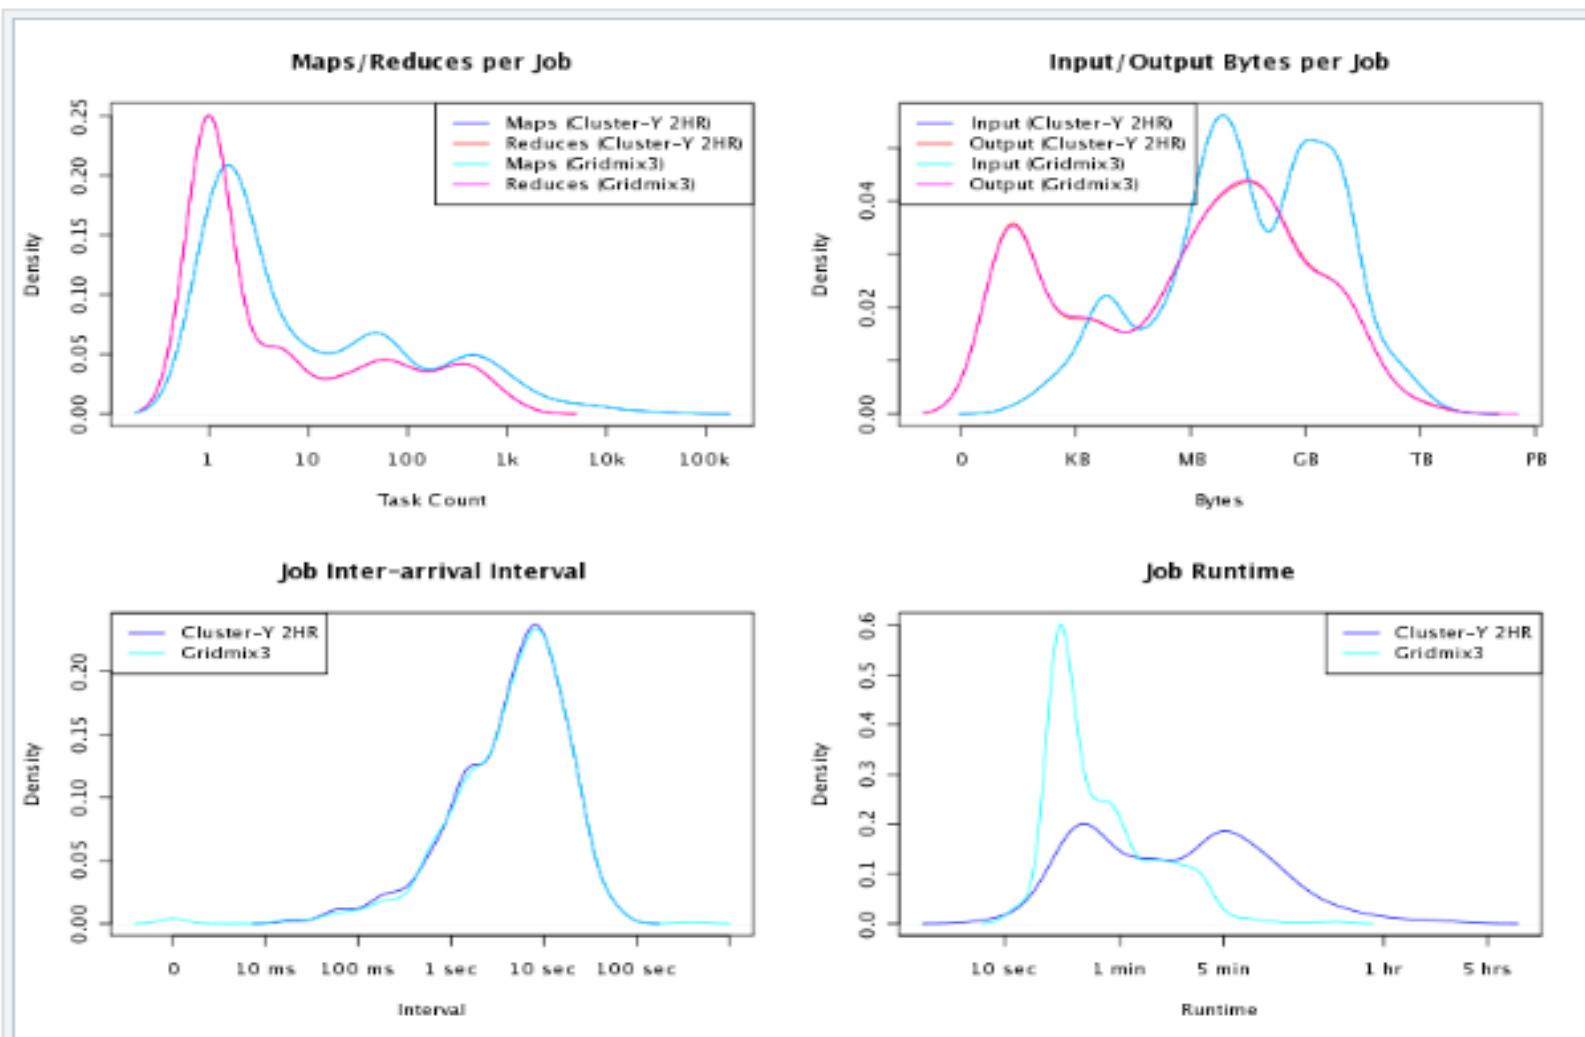 Maps/Reduces per Job
0.25
0.20
0.15
0.10
0.05
0.00
Density
Maps (Cluster-Y 2HR)
Reduces (Cluster-Y 2HR)
Maps (Gridmix3)
Reduces (Gridmix3)
1 10 100 1k 10k 100k
Task Count
Input/Output Bytes per Job
0.04
0.02
0.00
Density
Input (Cluster-Y 2HR)
Output (Cluster-Y 2HR)
Input (Gridmix3)
Output (Gridmix3)
0 KB MB GB TB PB
Bytes
Job Inter-arrival Interval
0.20
0.15
0.10
0.05
0.00
Density
Cluster-Y 2HR
Gridmix3
0 10 ms 100 ms 1 sec 10 sec 100 sec
Interval
Job Runtime
0.6
0.5
0.4
0.3
0.2
0.1
0.0
Density
Cluster-Y 2HR
Gridmix3
10 sec 1 min 5 min 1 hr 5 hrs
Runtime